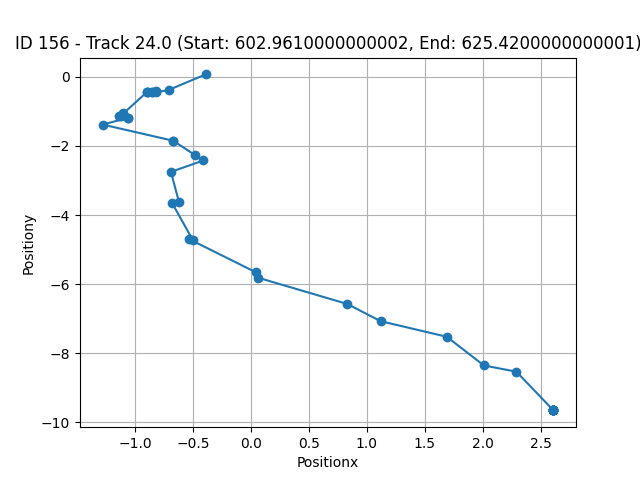 ID 156 - Track 24.0 (Start: 602.9610000000002, End: 625.4200000000001)
0
−2
−4
−6
−8
−10
Positiony
−1.0 −0.5 0.0 0.5 1.0 1.5 2.0 2.5
Positionx